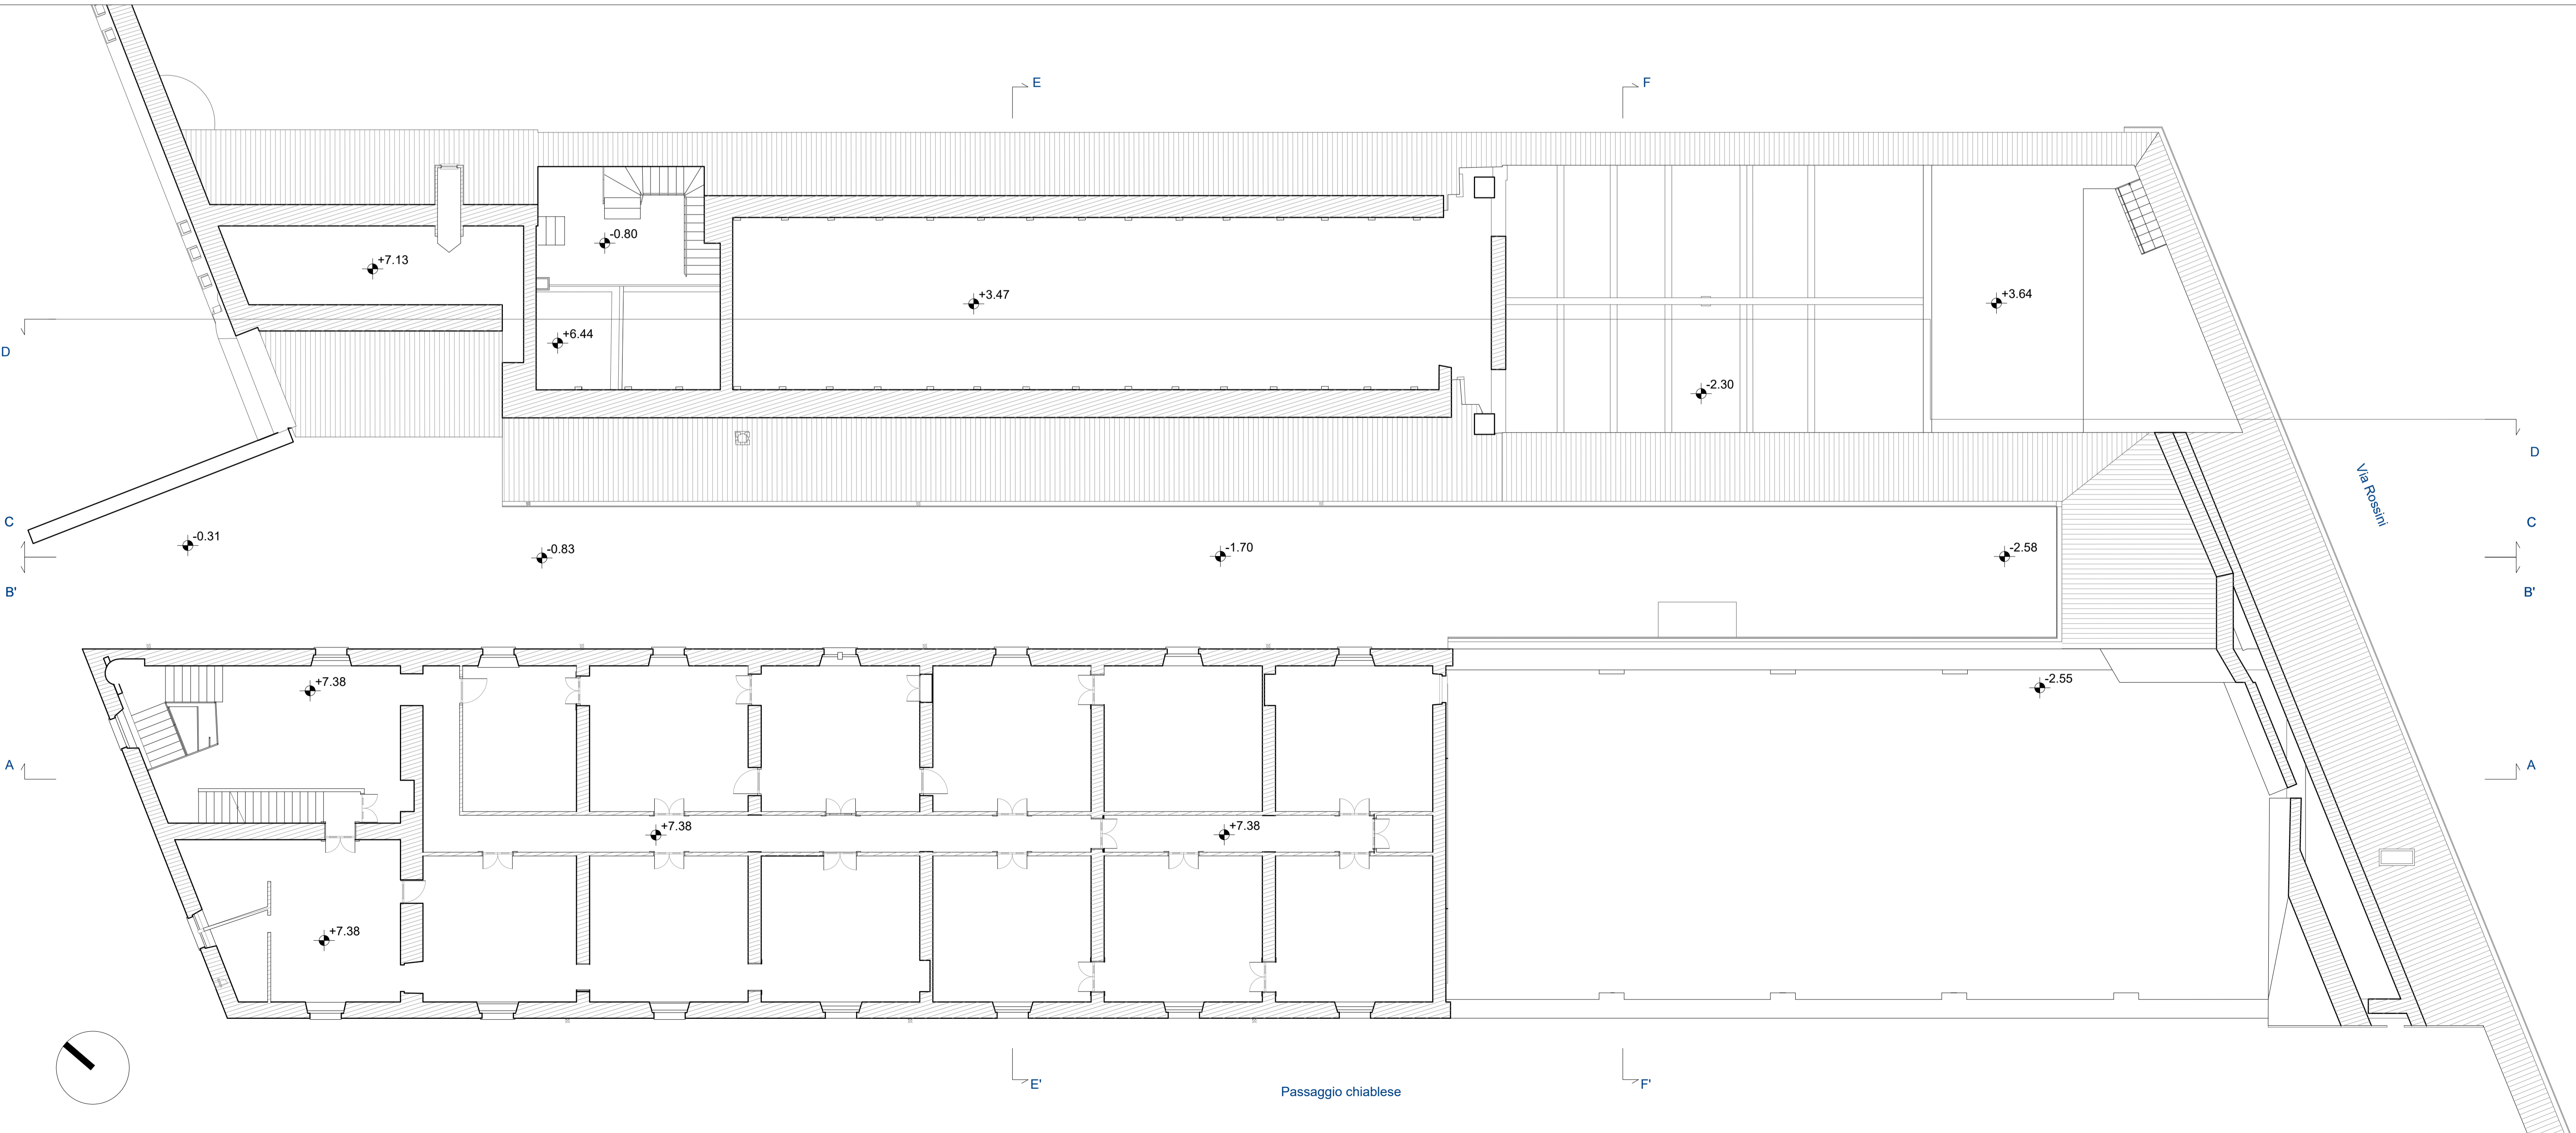 E
F
-0.80
+7.13
+3.47
+3.64
+6.44
D
-2.30
D
Via Rossini
C
-0.31
-0.83
-1.70
-2.58
C
B'
B'
+7.38
-2.55
A
A
+7.38
+7.38
+7.38
E'
F'
Passaggio chiablese